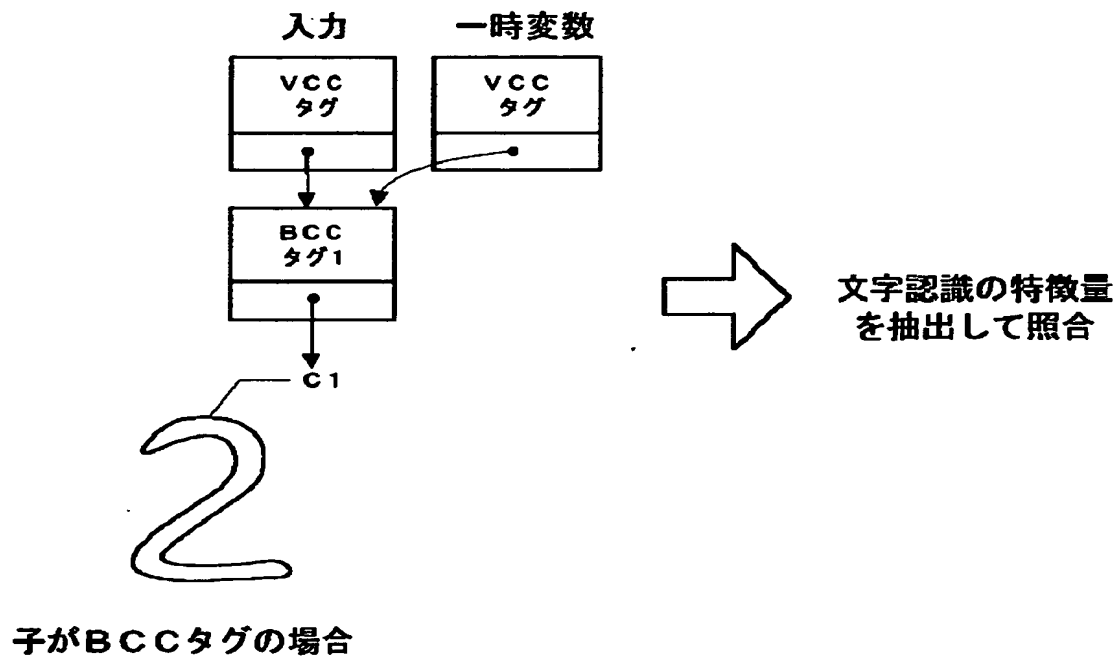 入力
一時変数
VCC
タグ
VCC
タグ
BCC
タグ1
C1
文字認識の特徴量
を抽出して照合
子がBCCタグの場合